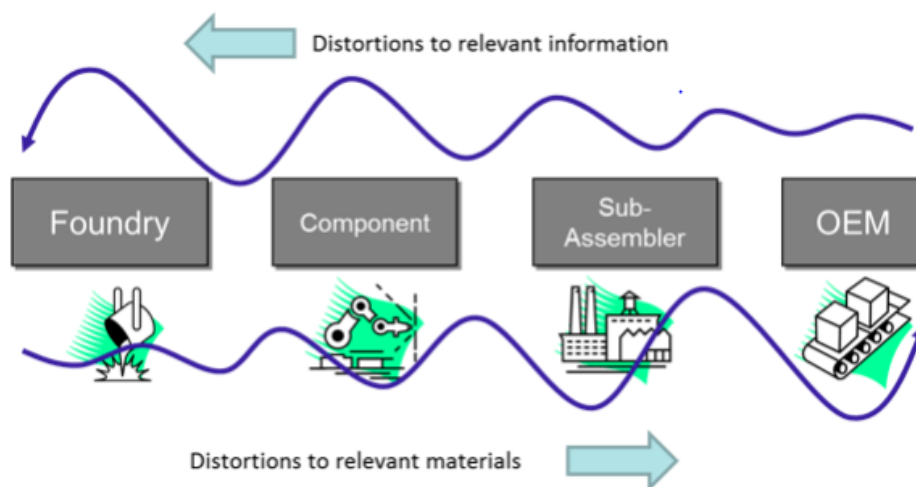 Distortions to relevant information
Foundry
Component
Sub-
Assembler
OEM
Distortions to relevant materials